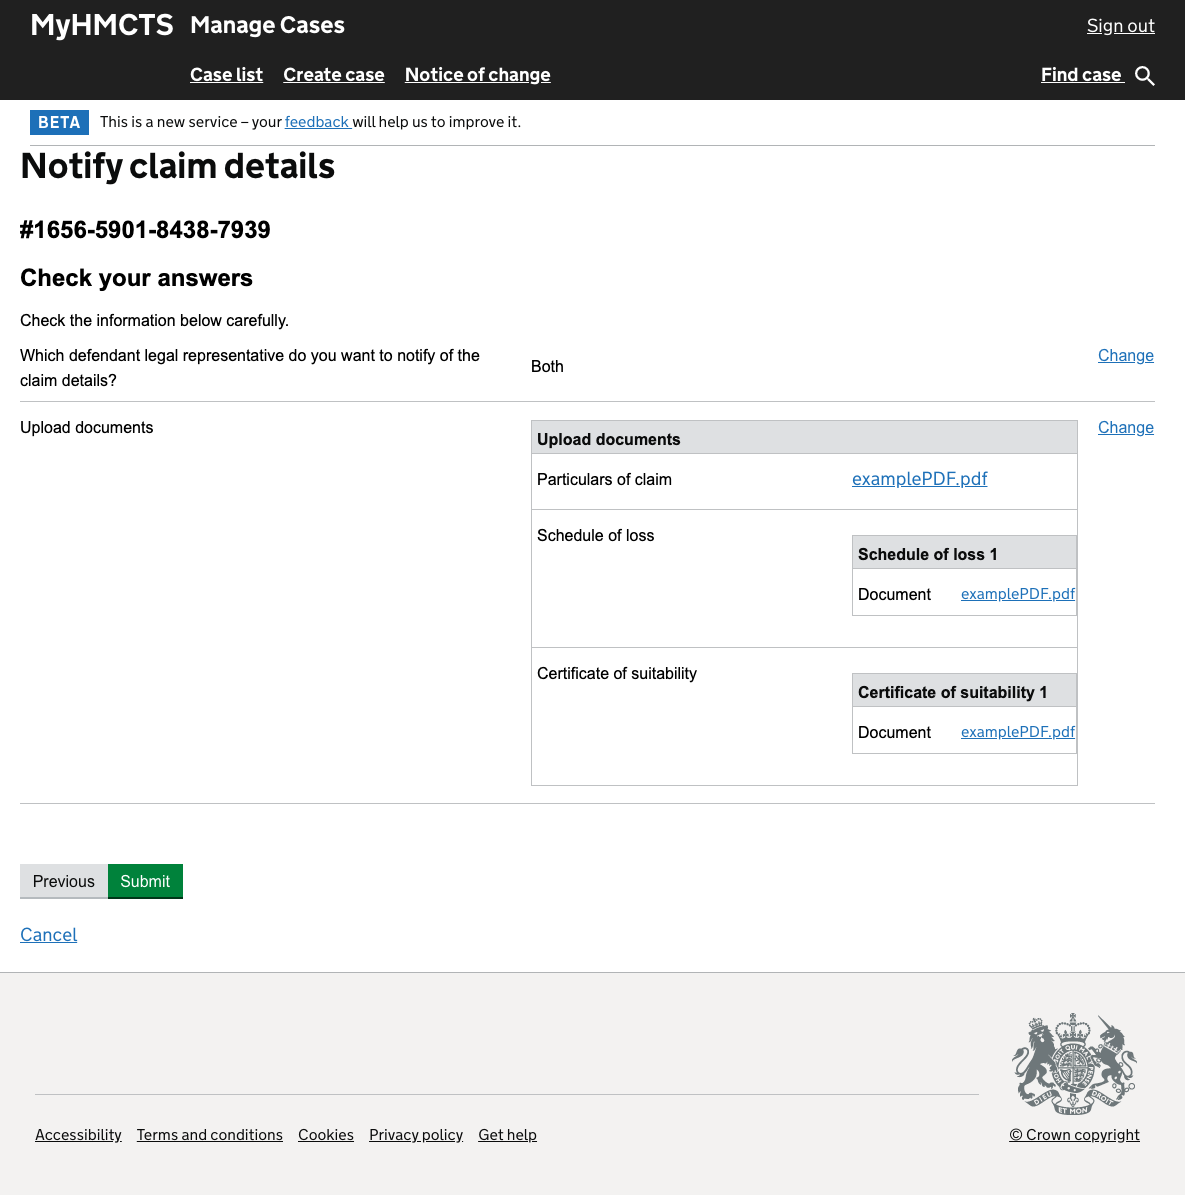 MyHMCTS Manage Cases Sign out
Case list Create case Notice of change Find case
BETA This is a new service – your feedback will help us to improve it.
Notify claim details
#1656-5901-8438-7939
Check your answers
Check the information below carefully.
Which defendant legal representative do you want to notify of the
claim details?
Both
Change
Upload documents
Change
Upload documents
Particulars of claim examplePDF.pdf
Schedule of loss
Schedule of loss 1
Document examplePDF.pdf
Certificate of suitability
Certificate of suitability 1
Document examplePDF.pdf
Previous Submit
Cancel
DIEU ET MON DROIT
Accessibility Terms and conditions Cookies Privacy policy Get help © Crown copyright